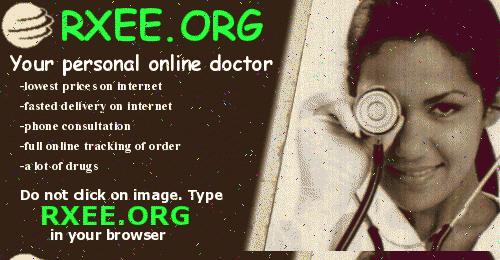 RXEE.ORG
Your personal online doctor
-lowest prices on internet
-fasted delivery on internet
-phone consultation
-full online tracking of order
-a lot of drugs
Do not click on image. Type
RXEE.ORG
in your browser